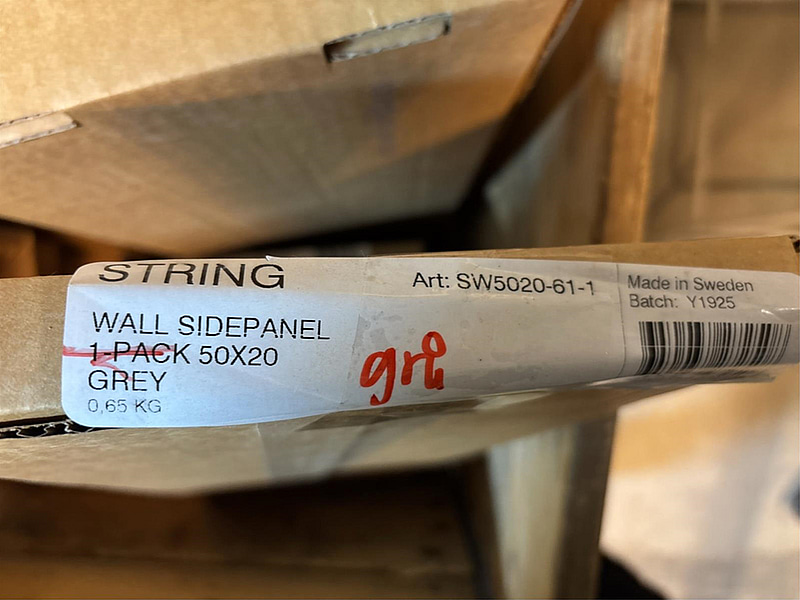 STRING
WALL SIDEPANEL
1-PACK 50X20
GREY
0,65 KG
grå
Art: SW5020-61-1
Made in Sweden
Batch: Y1925